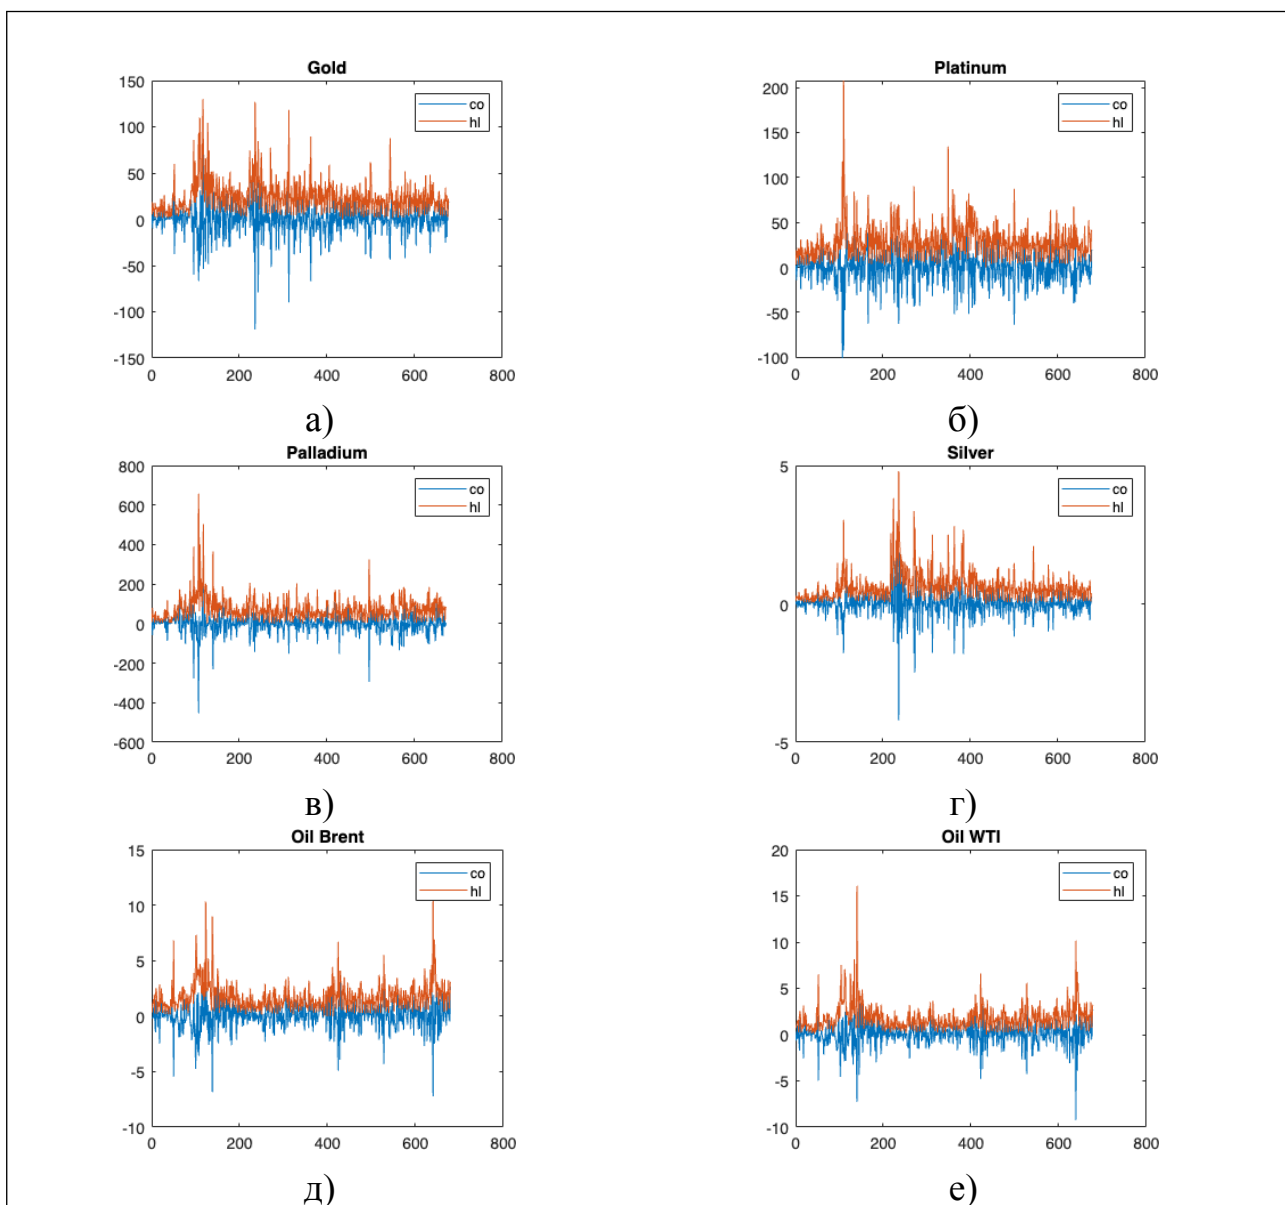 Gold
150
100
50
0
-50
-100
-150
0 200 400 600 800
co
hl
а)
Platinum
200
150
100
50
0
-50
-100
0 200 400 600 800
co
hl
б)
Palladium
800
600
400
200
0
-200
-400
-600
0 200 400 600 800
co
hl
в)
Silver
5
0
-5
0 200 400 600 800
co
hl
г)
Oil Brent
15
10
5
0
-5
-10
0 200 400 600 800
co
hl
д)
Oil WTI
20
15
10
5
0
-5
-10
0 200 400 600 800
co
hl
е)